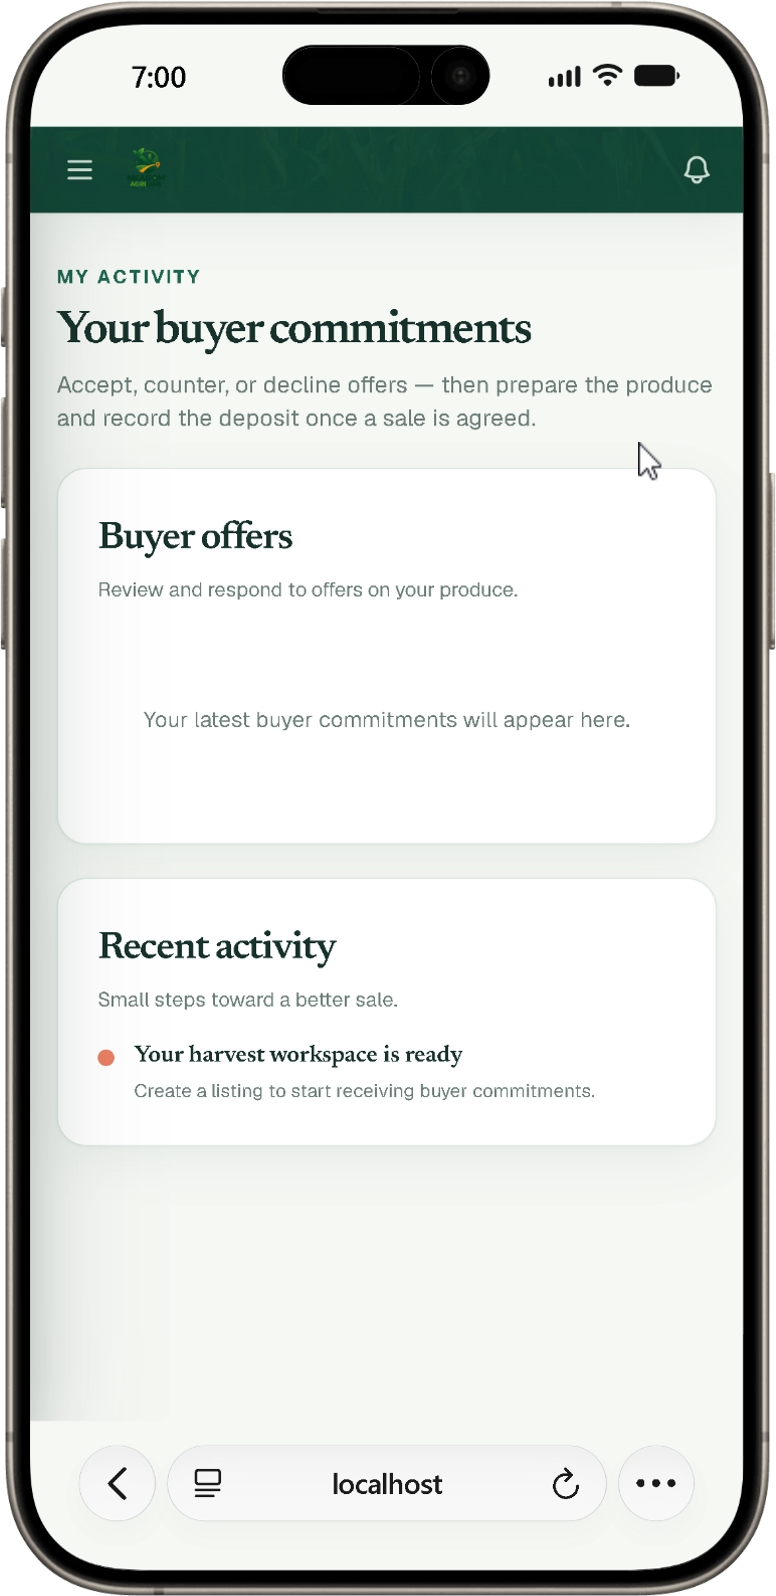 7:00
AGRI
MY ACTIVITY
Your buyer commitments
Accept, counter, or decline offers — then prepare the produce
and record the deposit once a sale is agreed.
Buyer offers
Review and respond to offers on your produce.
Your latest buyer commitments will appear here.
Recent activity
Small steps toward a better sale.
Your harvest workspace is ready
Create a listing to start receiving buyer commitments.
localhost